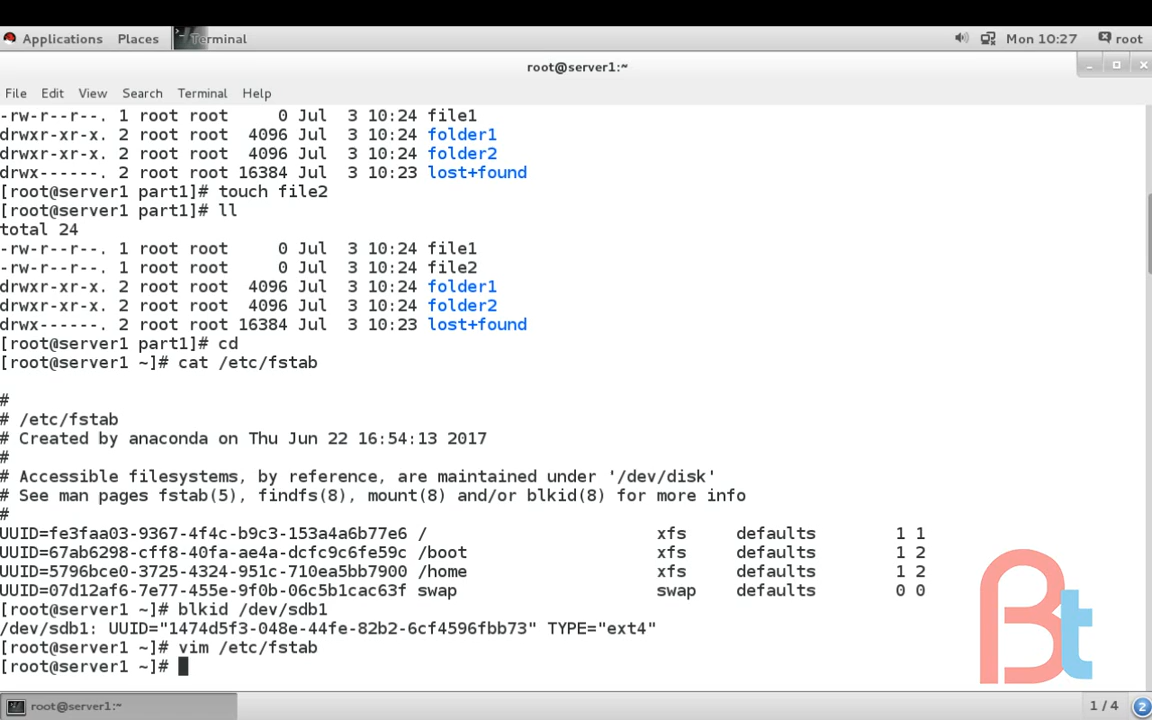 Applications Places Terminal Mon 10:27 root
root@server1:~
File Edit View Search Terminal Help
-rw-r--r--. 1 root root     0 Jul  3 10:24 file1
drwxr-xr-x. 2 root root  4096 Jul  3 10:24 folder1
drwxr-xr-x. 2 root root  4096 Jul  3 10:24 folder2
drwx------. 2 root root 16384 Jul  3 10:23 lost+found
[root@server1 part1]# touch file2
[root@server1 part1]# ll
total 24
-rw-r--r--. 1 root root     0 Jul  3 10:24 file1
-rw-r--r--. 1 root root     0 Jul  3 10:24 file2
drwxr-xr-x. 2 root root  4096 Jul  3 10:24 folder1
drwxr-xr-x. 2 root root  4096 Jul  3 10:24 folder2
drwx------. 2 root root 16384 Jul  3 10:23 lost+found
[root@server1 part1]# cd
[root@server1 ~]# cat /etc/fstab
#
# /etc/fstab
# Created by anaconda on Thu Jun 22 16:54:13 2017
#
# Accessible filesystems, by reference, are maintained under '/dev/disk'
# See man pages fstab(5), findfs(8), mount(8) and/or blkid(8) for more info
#
UUID=fe3faa03-9367-4f4c-b9c3-153a4a6b77e6 /                       xfs     defaults        1 1
UUID=67ab6298-cff8-40fa-ae4a-dcfc9c6fe59c /boot                   xfs     defaults        1 2
UUID=5796bce0-3725-4324-951c-710ea5bb7900 /home                   xfs     defaults        1 2
UUID=07d12af6-7e77-455e-9f0b-06c5b1cac63f swap                    swap    defaults        0 0
[root@server1 ~]# blkid /dev/sdb1
/dev/sdb1: UUID="1474d5f3-048e-44fe-82b2-6cf4596fbb73" TYPE="ext4"
[root@server1 ~]# vim /etc/fstab
[root@server1 ~]#
Bt
root@server1:~ 1 / 4 2